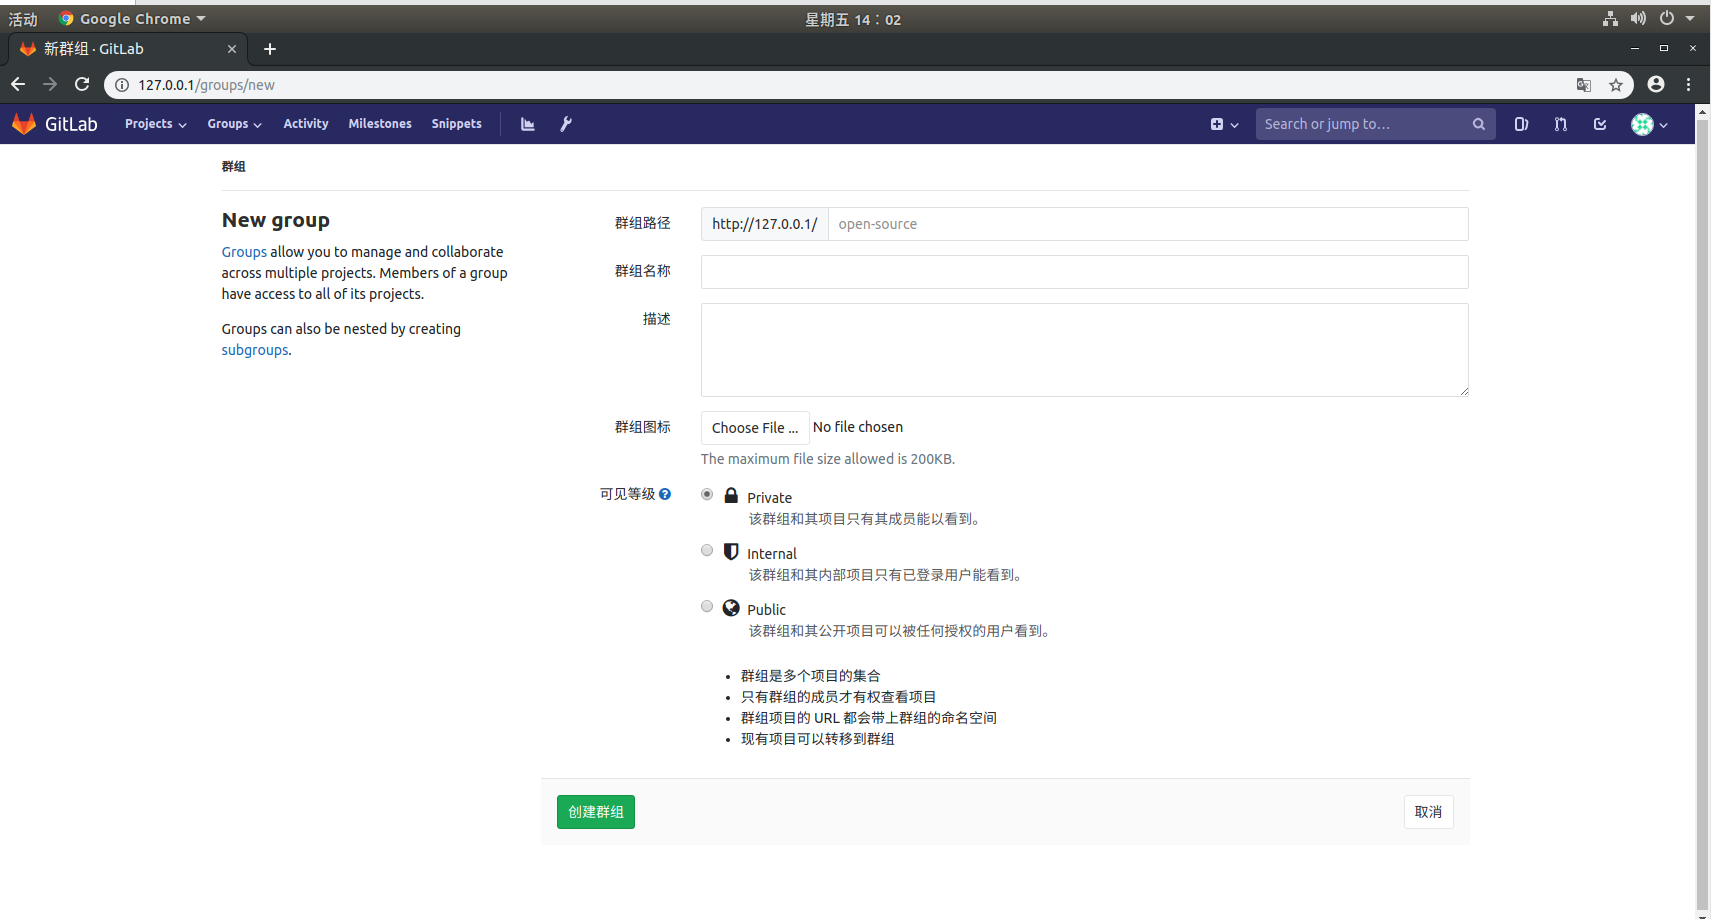 活动 Google Chrome 星期五 14：02
新群组 · GitLab
127.0.0.1/groups/new
GitLab Projects Groups Activity Milestones Snippets Search or jump to…
群组
New group
Groups allow you to manage and collaborate
across multiple projects. Members of a group
have access to all of its projects.
Groups can also be nested by creating
subgroups.
群组路径 http://127.0.0.1/ open-source
群组名称
描述
群组图标 Choose File ... No file chosen
The maximum file size allowed is 200KB.
可见等级 Private
该群组和其项目只有其成员能以看到。
Internal
该群组和其内部项目只有已登录用户能看到。
Public
该群组和其公开项目可以被任何授权的用户看到。
• 群组是多个项目的集合
• 只有群组的成员才有权查看项目
• 群组项目的 URL 都会带上群组的命名空间
• 现有项目可以转移到群组
创建群组 取消